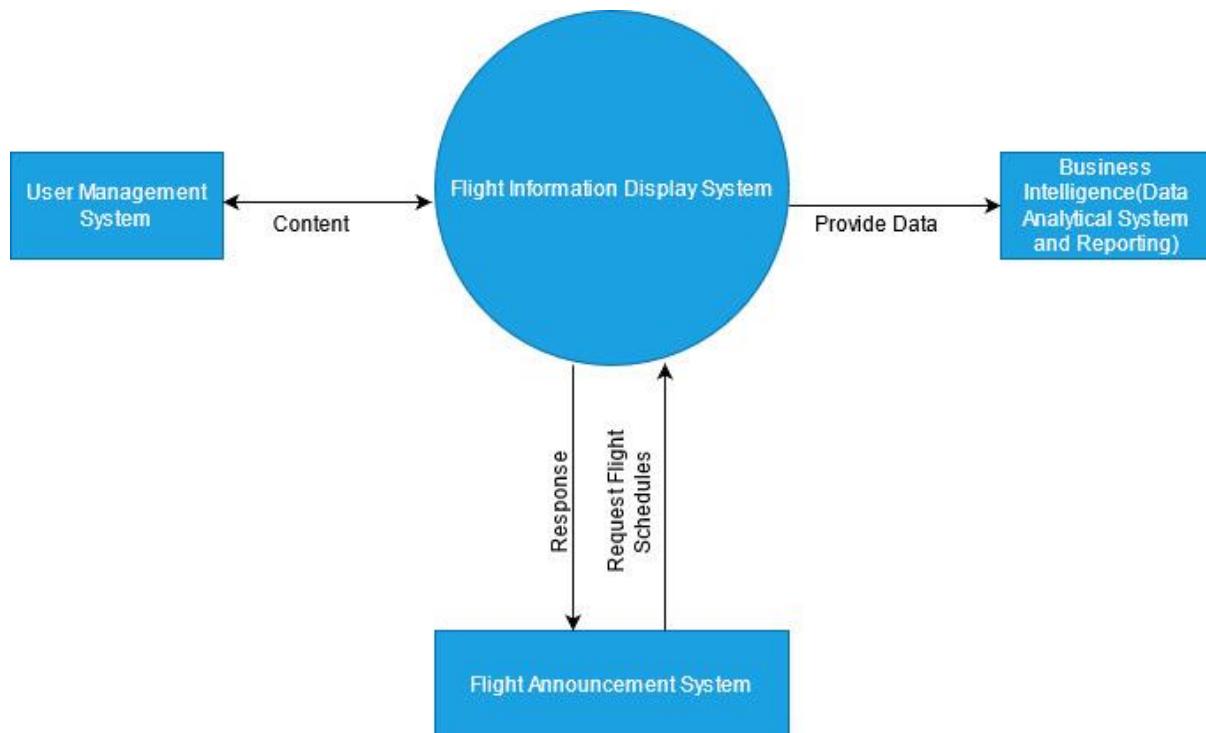 User Management
System
Content
Flight Information Display System
Provide Data
Business
Intelligence(Data
Analytical System
and Reporting)
Response
Request Flight
Schedules
Flight Announcement System